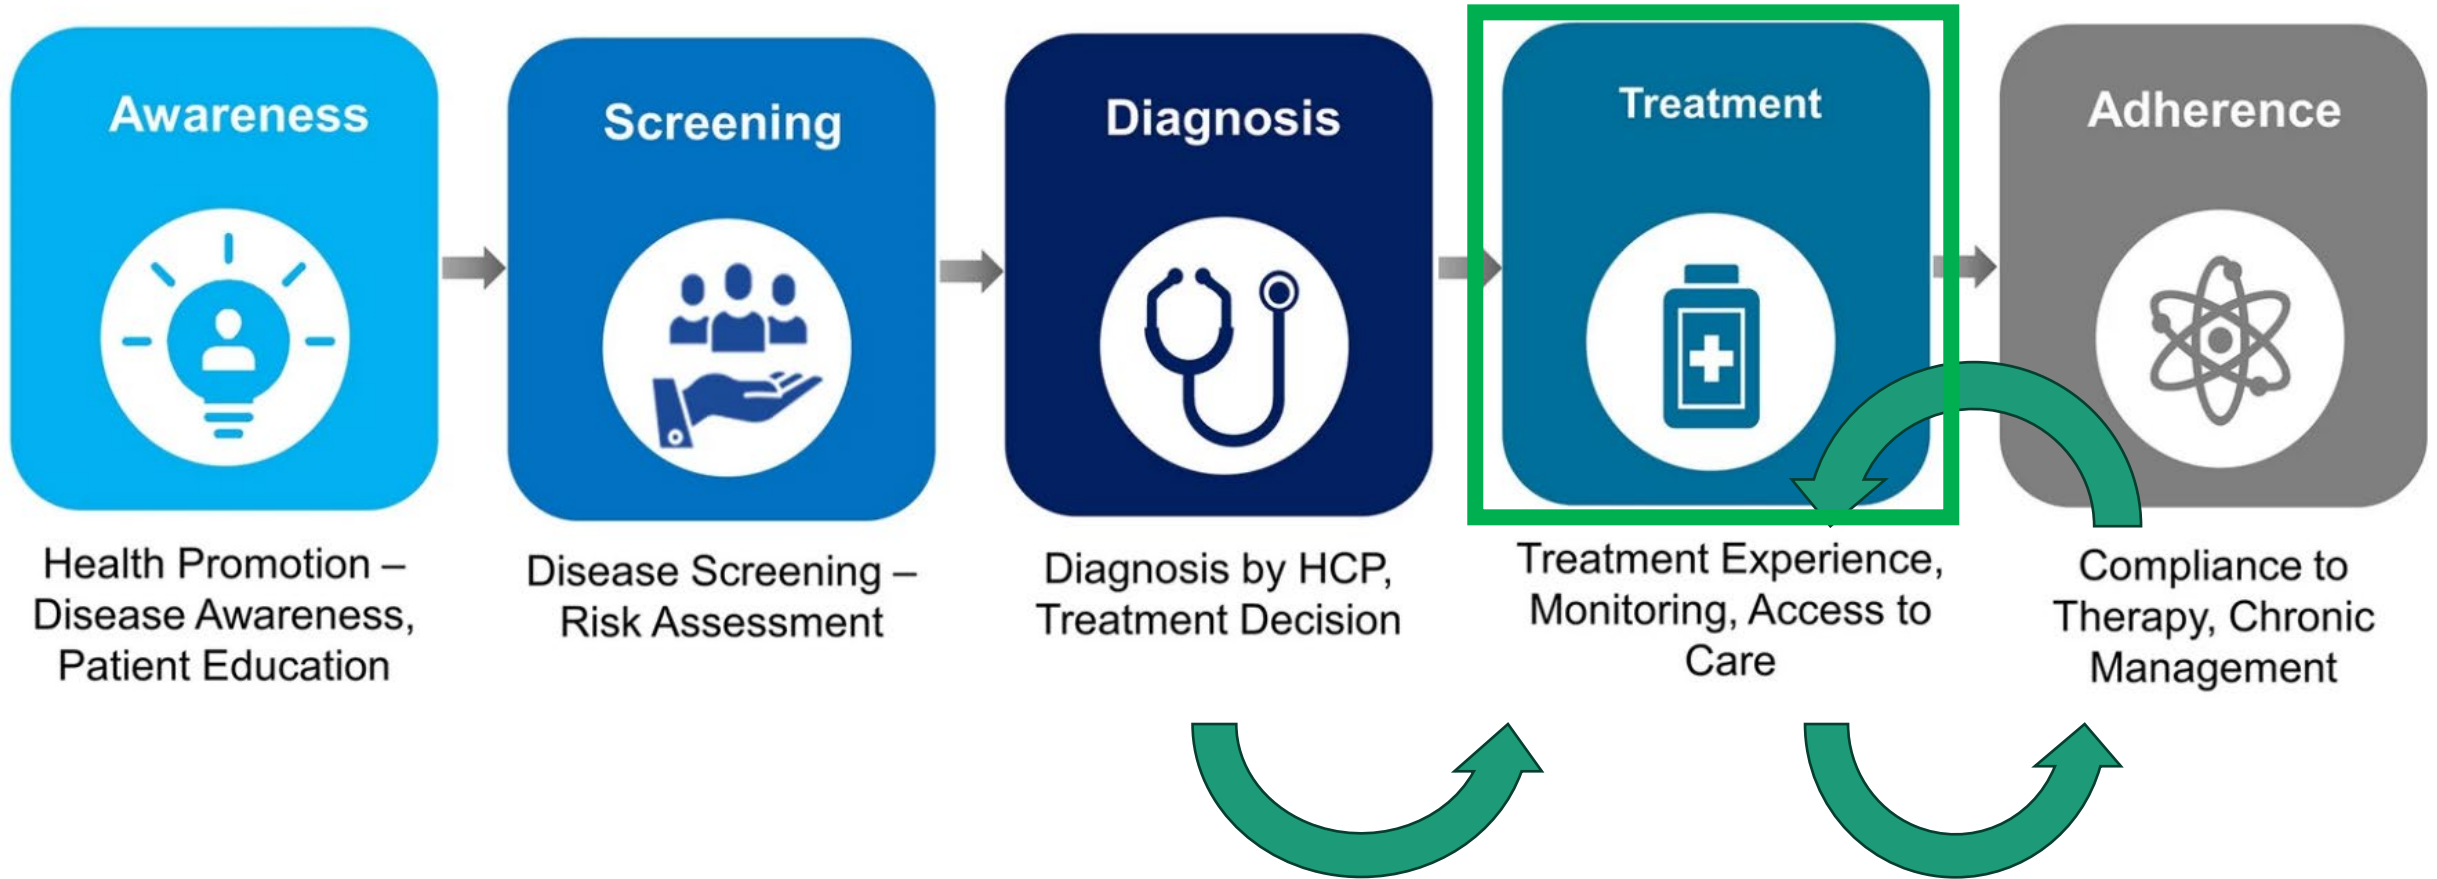 Awareness
Health Promotion –
Disease Awareness,
Patient Education
Screening
Disease Screening –
Risk Assessment
Diagnosis
Diagnosis by HCP,
Treatment Decision
Treatment
Treatment Experience,
Monitoring, Access to
Care
Adherence
Compliance to
Therapy, Chronic
Management